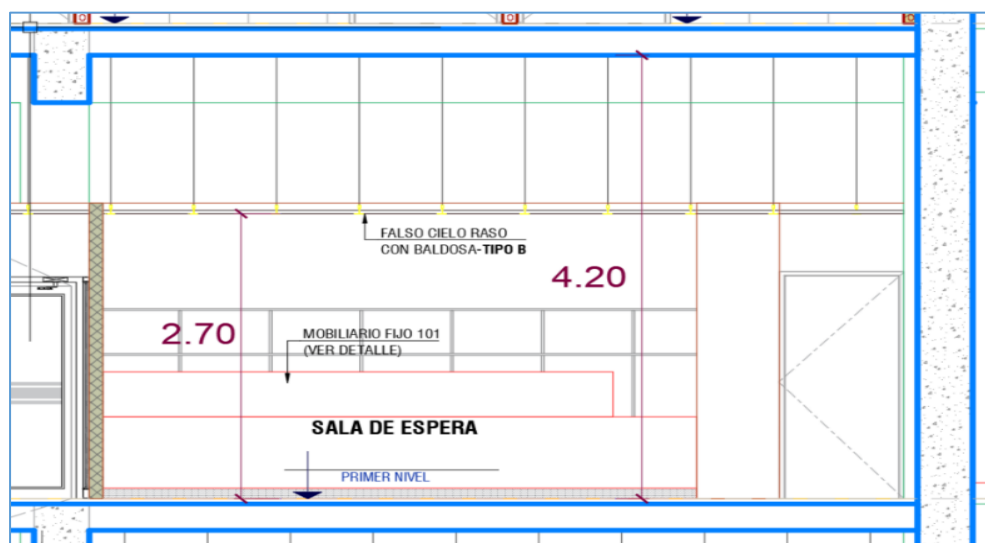 FALSO CIELO RASO
CON BALDOSA-TIPO B
4.20
2.70
MOBILIARIO FIJO 101
(VER DETALLE)
SALA DE ESPERA
PRIMER NIVEL